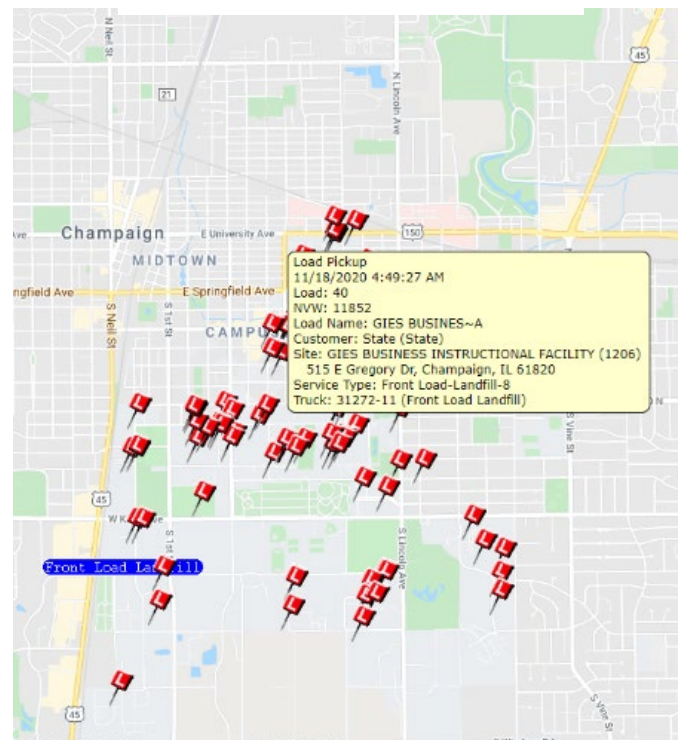 N Neil St
45
21
N Lincoln Ave
Champaign
E University Ave
150
MIDTOWN
ngfield Ave
E Springfield Ave
S Neil St
S 1st St
CAMPU
Load Pickup
11/18/2020 4:49:27 AM
Load: 40
NVW: 11852
Load Name: GIES BUSINES~A
Customer: State (State)
Site: GIES BUSINESS INSTRUCTIONAL FACILITY (1206)
515 E Gregory Dr, Champaign, IL 61820
Service Type: Front Load-Landfill-8
Truck: 31272-11 (Front Load Landfill)
S Vine St
45
S 1st
S Lincoln Ave
Front Load
45
S Vine St